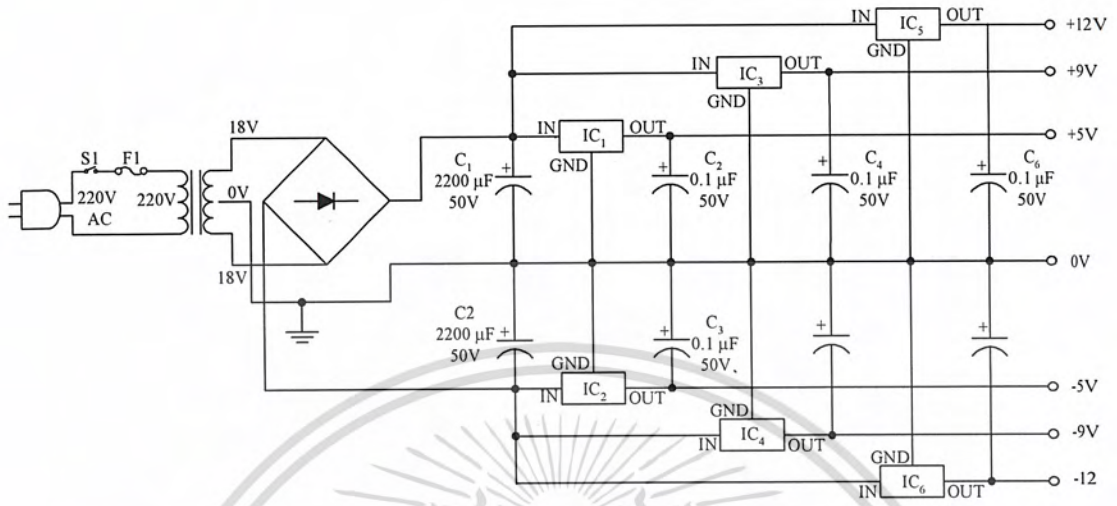 S1
F1
220V
AC
220V
18V
0V
18V
IN
IC5
OUT
GND
+12V
IN
IC3
OUT
GND
+9V
IN
IC1
OUT
GND
+5V
C1
2200 µF
50V
+
C2
0.1 µF
50V
+
C4
0.1 µF
50V
+
C6
0.1 µF
50V
+
0V
C2
2200 µF
50V
+
C3
0.1 µF
50V
+
+
+
GND
IN
IC2
OUT
-5V
GND
IN
IC4
OUT
-9V
GND
IN
IC6
OUT
-12